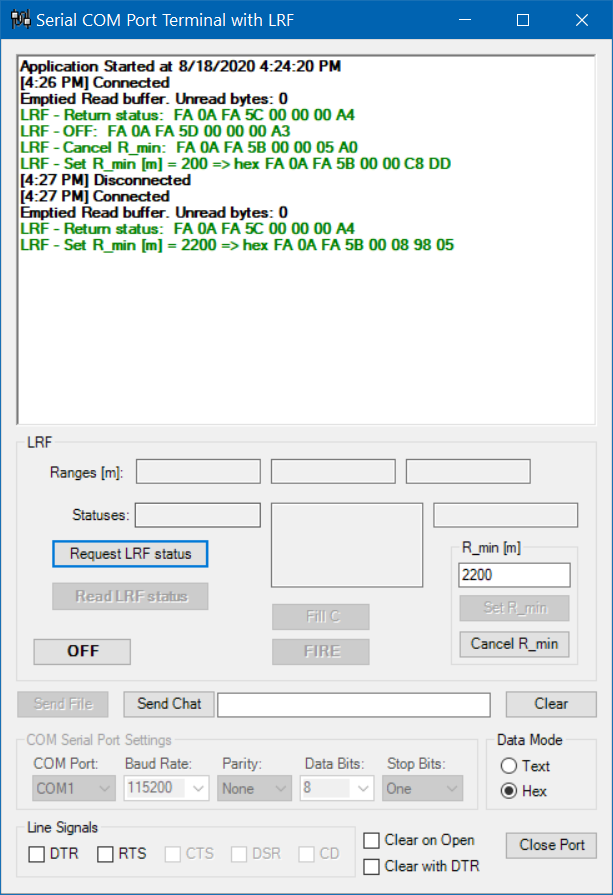 Serial COM Port Terminal with LRF
Application Started at 8/18/2020 4:24:20 PM
[4:26 PM] Connected
Emptied Read buffer. Unread bytes: 0
LRF - Return status:  FA 0A FA 5C 00 00 00 A4
LRF - OFF:  FA 0A FA 5D 00 00 00 A3
LRF - Cancel R_min:  FA 0A FA 5B 00 00 05 A0
LRF - Set R_min [m] = 200 => hex FA 0A FA 5B 00 00 C8 DD
[4:27 PM] Disconnected
[4:27 PM] Connected
Emptied Read buffer. Unread bytes: 0
LRF - Return status:  FA 0A FA 5C 00 00 00 A4
LRF - Set R_min [m] = 2200 => hex FA 0A FA 5B 00 08 98 05
LRF
Ranges [m]:
Statuses:
Request LRF status
R_min [m]
2200
Read LRF status
Fill C
Set R_min
OFF
FIRE
Cancel R_min
Send File
Send Chat
Clear
COM Serial Port Settings
COM Port:
Baud Rate:
Parity:
Data Bits:
Stop Bits:
COM1
115200
None
8
One
Data Mode
Text
Hex
Line Signals
DTR
RTS
CTS
DSR
CD
Clear on Open
Clear with DTR
Close Port